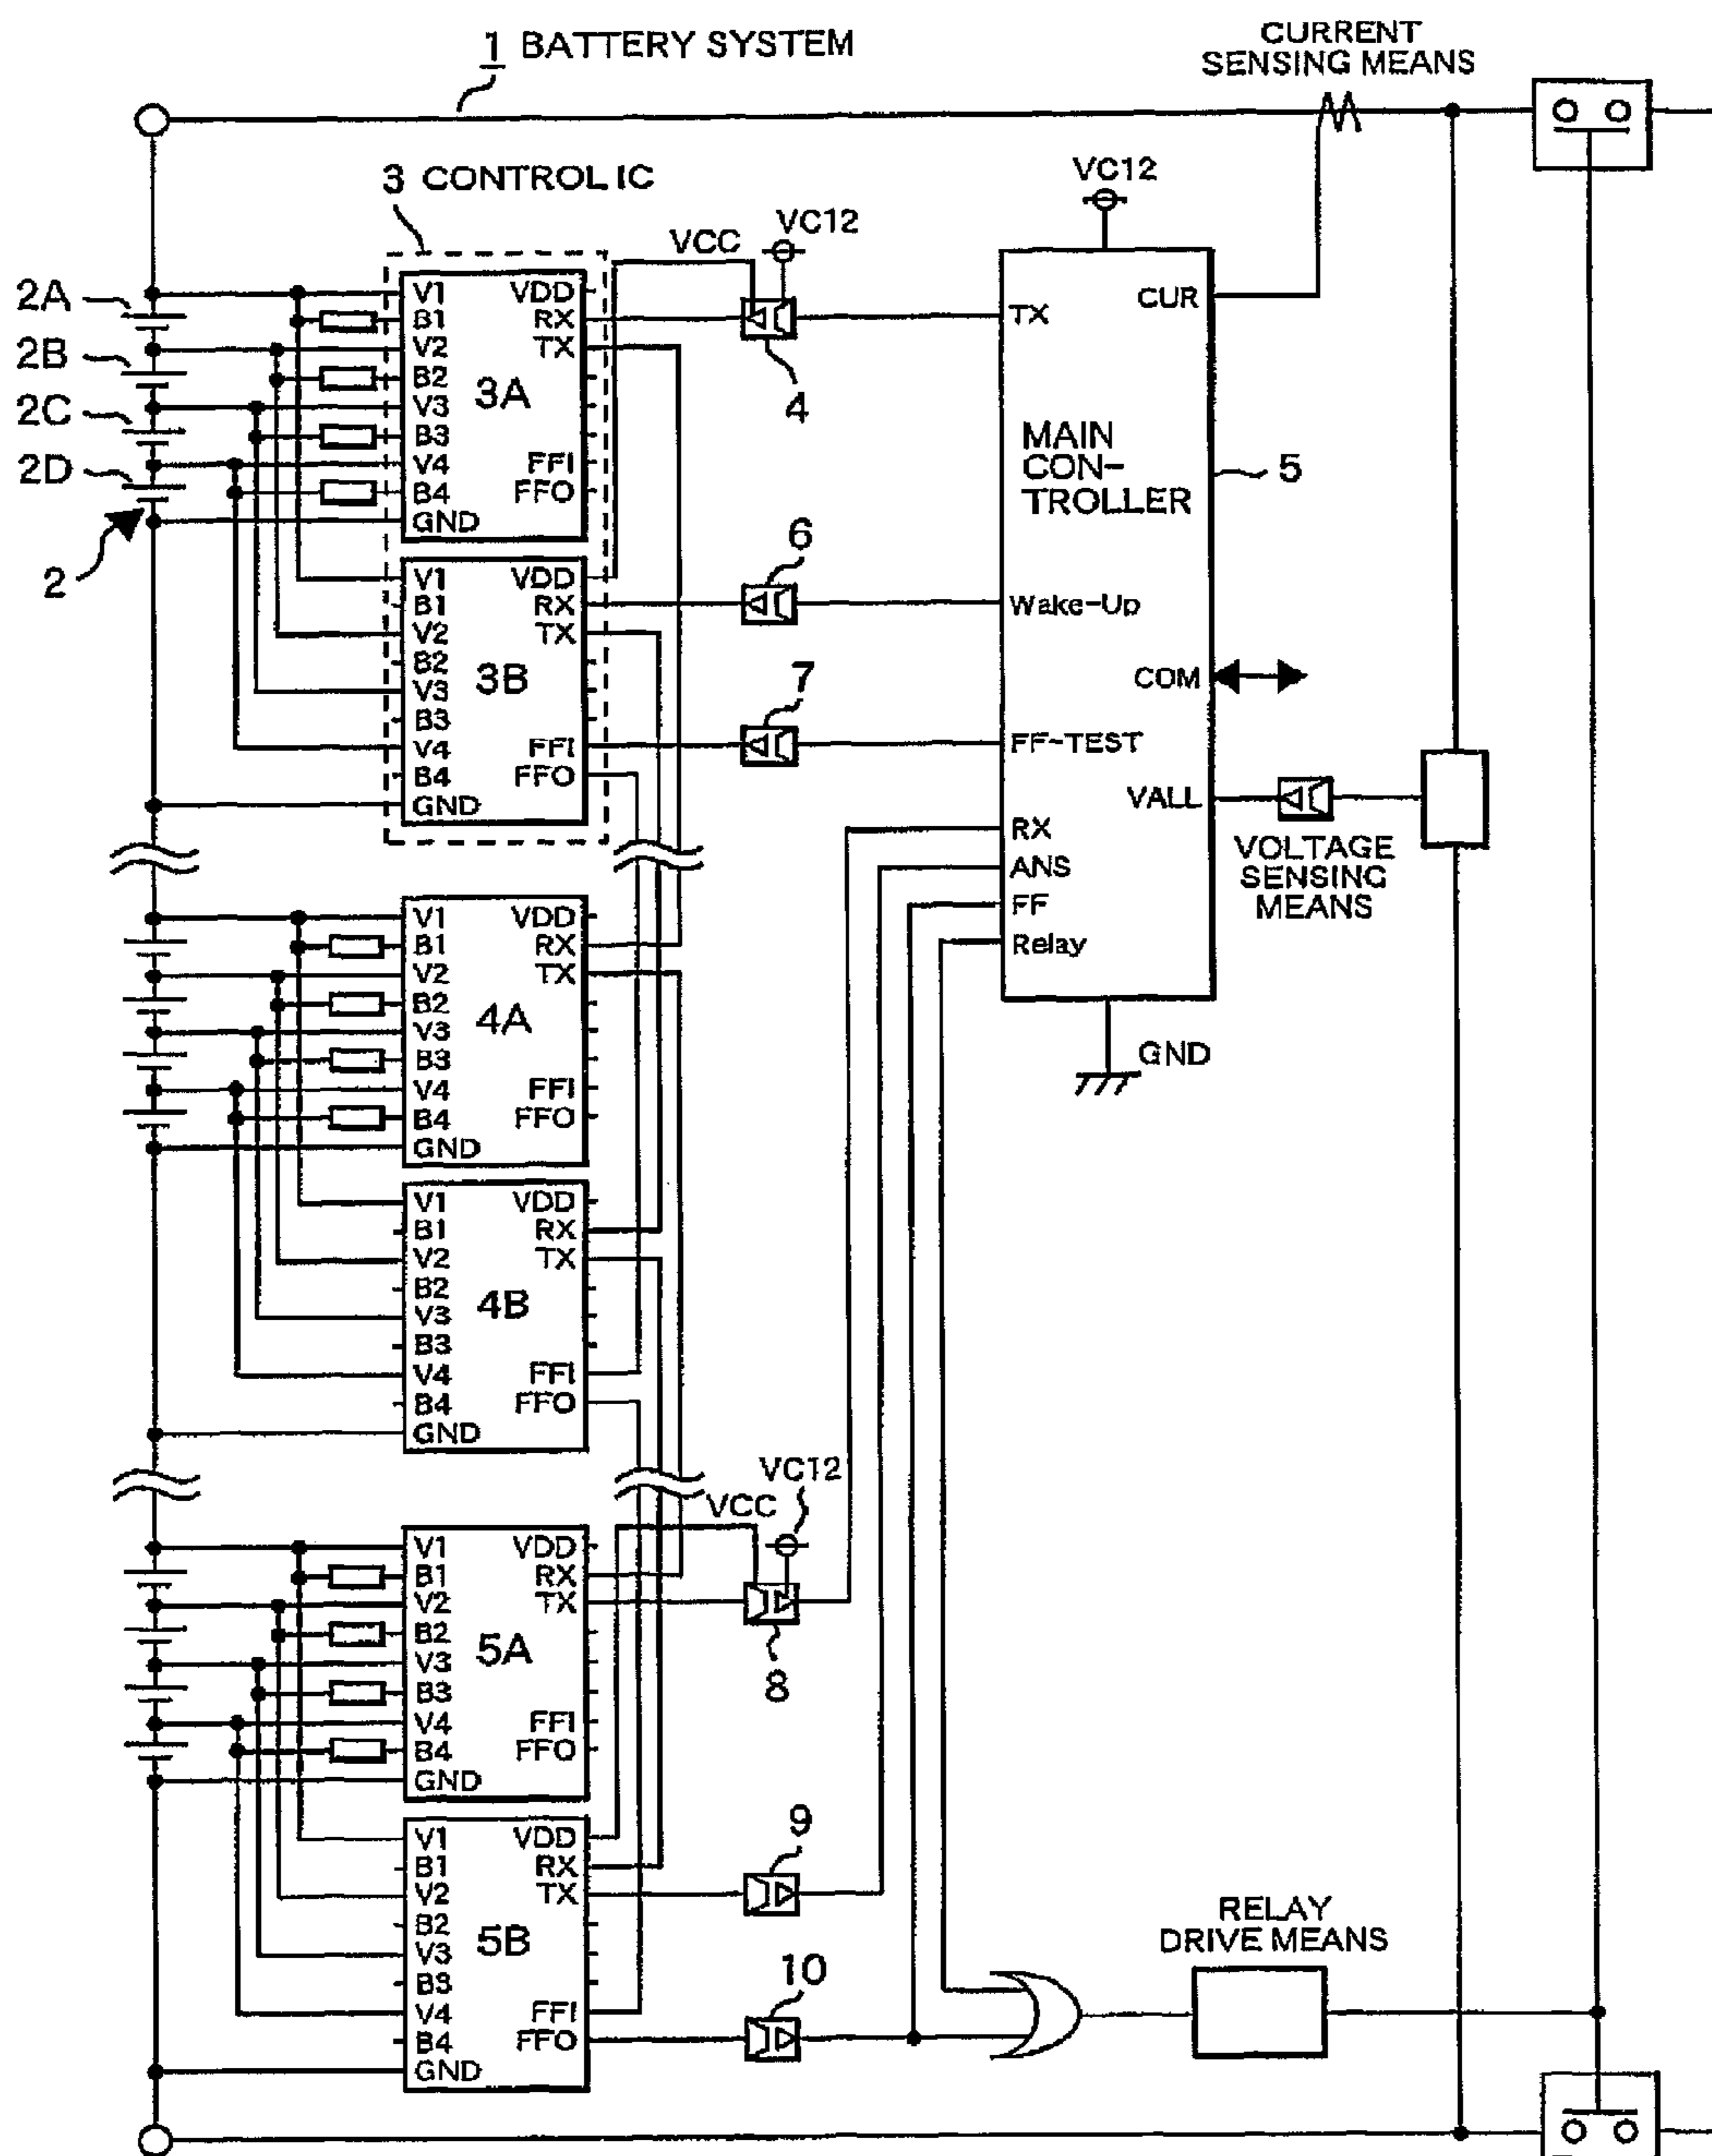 1 BATTERY SYSTEM
CURRENT
SENSING MEANS
3 CONTROL IC
VCC
VC12
VC12
2A
2B
2C
2D
2
V1 VDD
B1 RX
V2 TX
B2
V3
B3
V4 FFI
B4 FFO
GND
3A
4
V1 VDD
B1 RX
V2 TX
B2
V3
B3
V4 FFI
B4 FFO
GND
3B
6
7
TX
CUR
MAIN
CON-
TROLLER
5
Wake-Up
COM
FF-TEST
VALL
RX
ANS
FF
Relay
GND
VOLTAGE
SENSING
MEANS
V1 VDD
B1 RX
V2 TX
B2
V3
B3
V4 FFI
B4 FFO
GND
4A
V1 VDD
B1 RX
V2 TX
B2
V3
B3
V4 FFI
B4 FFO
GND
4B
VCC
VC12
V1 VDD
B1 RX
V2 TX
B2
V3
B3
V4 FFI
B4 FFO
GND
5A
8
V1 VDD
B1 RX
V2 TX
B2
V3
B3
V4 FFI
B4 FFO
GND
5B
9
10
RELAY
DRIVE MEANS